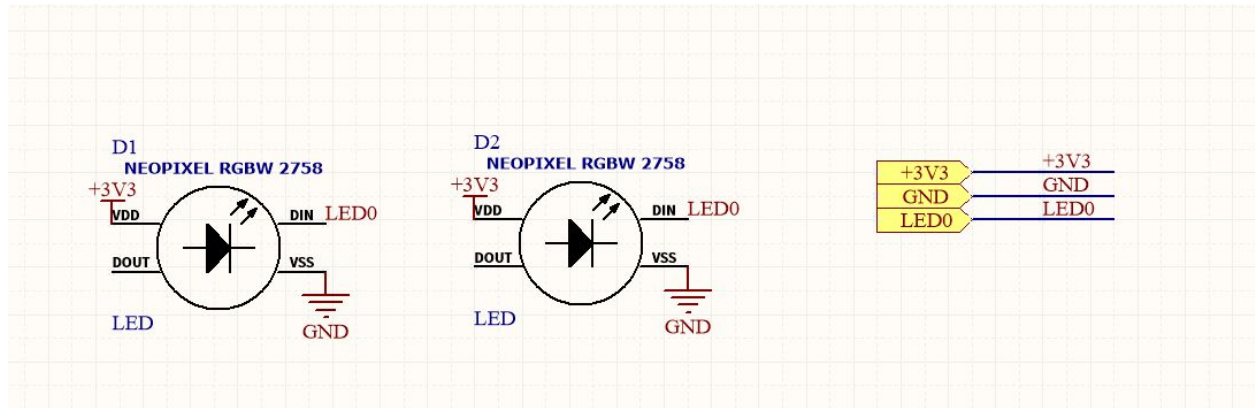 D1
NEOPIXEL RGBW 2758
+3V3
VDD
DIN LED0
DOUT
VSS
LED
GND
D2
NEOPIXEL RGBW 2758
+3V3
VDD
DIN LED0
DOUT
VSS
LED
GND
+3V3 +3V3
GND GND
LED0 LED0